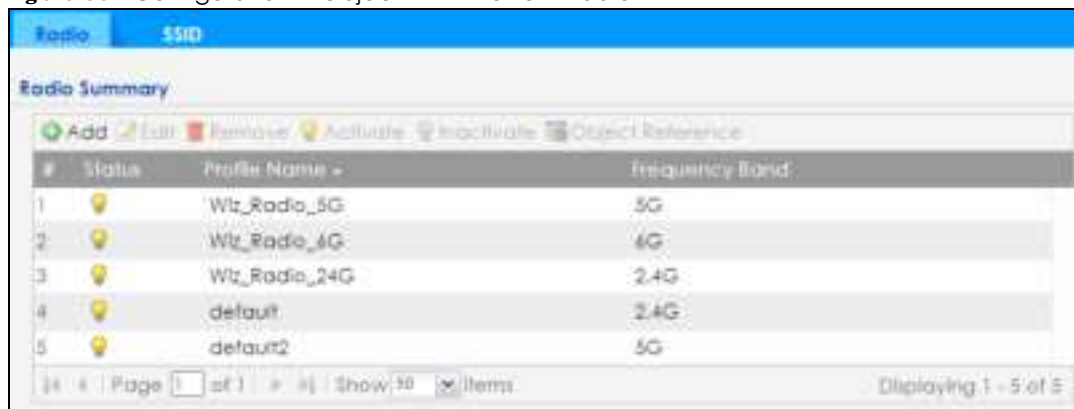 Radio SSID
Radio Summary
Add Edit Remove Activate Inactivate Object Reference
# Status Profile Name Frequency Band
1 Wiz_Radio_5G 5G
2 Wiz_Radio_6G 6G
3 Wiz_Radio_24G 2.4G
4 default 2.4G
5 default2 5G
Page 1 of 1 Show 50 items Displaying 1 - 5 of 5